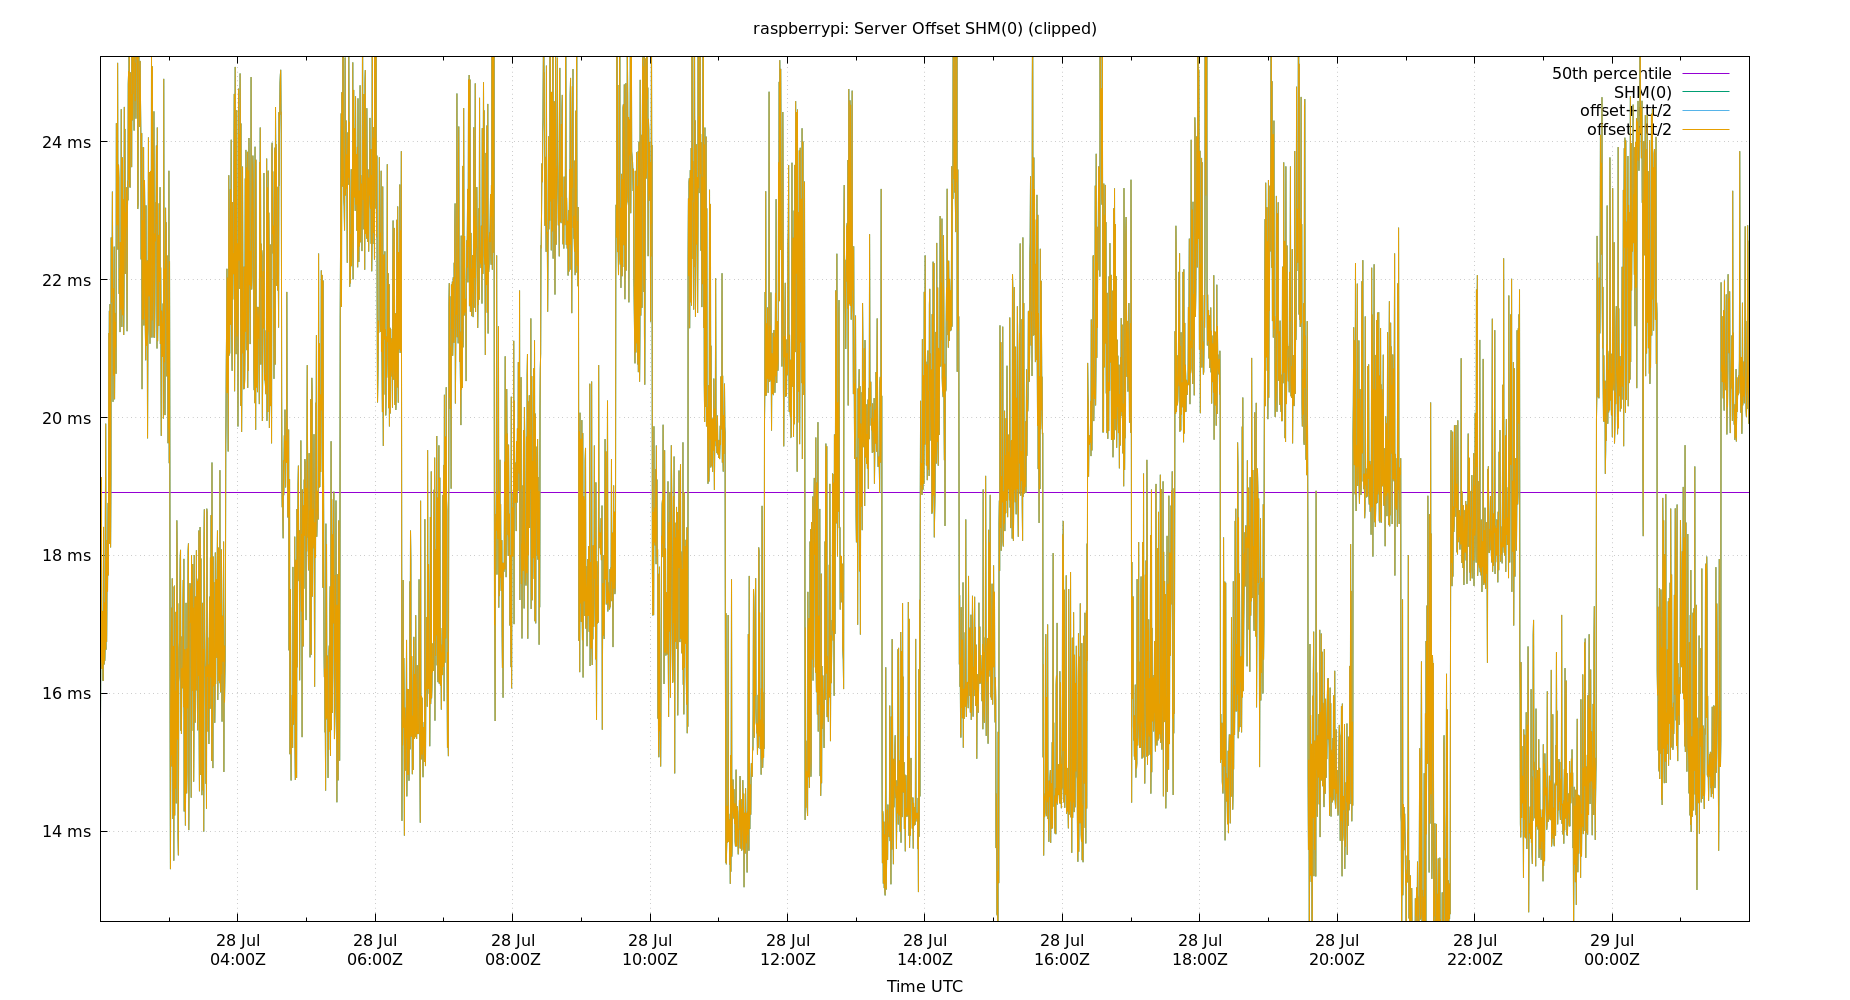 raspberrypi: Server Offset SHM(0) (clipped)
50th percentile
SHM(0)
offset+rtt/2
offset-rtt/2
24 ms
22 ms
20 ms
18 ms
16 ms
14 ms
28 Jul 28 Jul 28 Jul 28 Jul 28 Jul 28 Jul 28 Jul 28 Jul 28 Jul 28 Jul 29 Jul
04:00Z 06:00Z 08:00Z 10:00Z 12:00Z 14:00Z 16:00Z 18:00Z 20:00Z 22:00Z 00:00Z
Time UTC